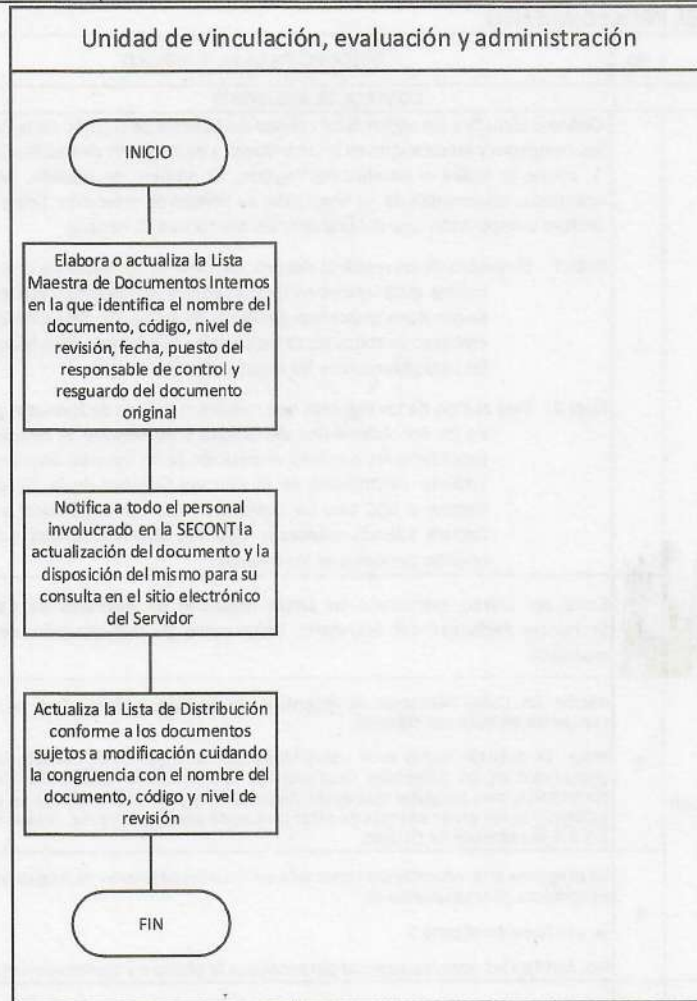 Unidad de vinculación, evaluación y administración
INICIO
Elabora o actualiza la Lista
Maestra de Documentos Internos
en la que identifica el nombre del
documento, código, nivel de
revisión, fecha, puesto del
responsable de control y
resguardo del documento
original
Notifica a todo el personal
involucrado en la SECONT la
actualización del documento y la
disposición del mismo para su
consulta en el sitio electrónico
del Servidor
Actualiza la Lista de Distribución
conforme a los documentos
sujetos a modificación cuidando
la congruencia con el nombre del
documento, código y nivel de
revisión
FIN